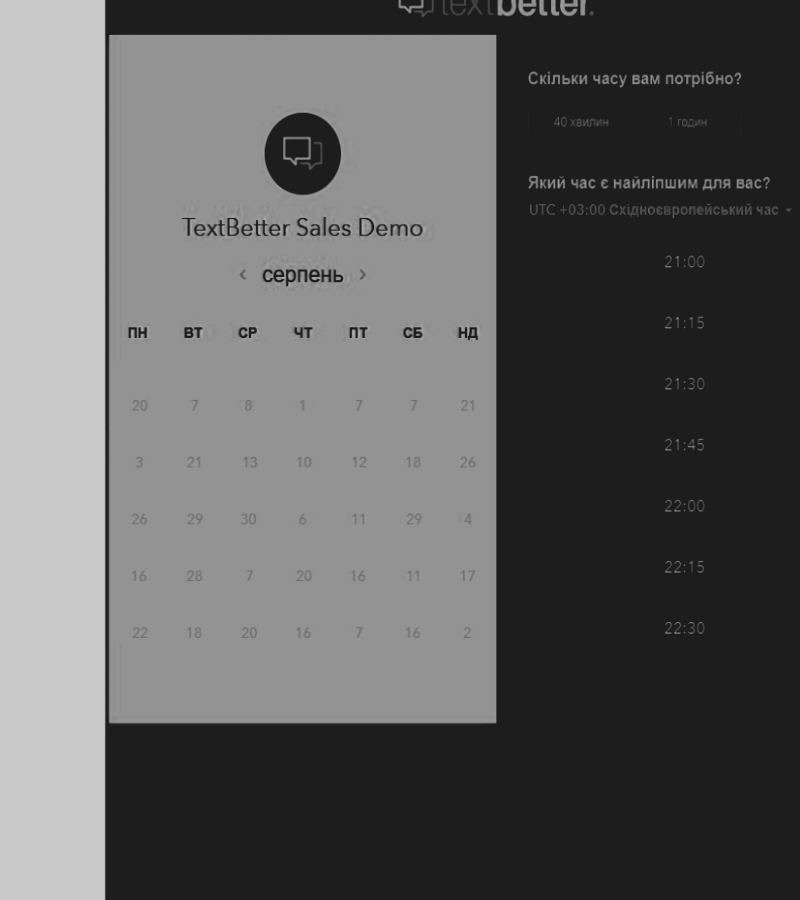 textbetter.
TextBetter Sales Demo
‹ серпень ›
ПН ВТ СР ЧТ ПТ СБ НД
20 7 8 1 7 7 21
3 21 13 10 12 18 26
26 29 30 6 11 29 4
16 28 7 20 16 11 17
22 18 20 16 7 16 2
Скільки часу вам потрібно?
40 хвилин 1 годин
Який час є найліпшим для вас?
UTC +03:00 Східноєвропейський час
21:00
21:15
21:30
21:45
22:00
22:15
22:30